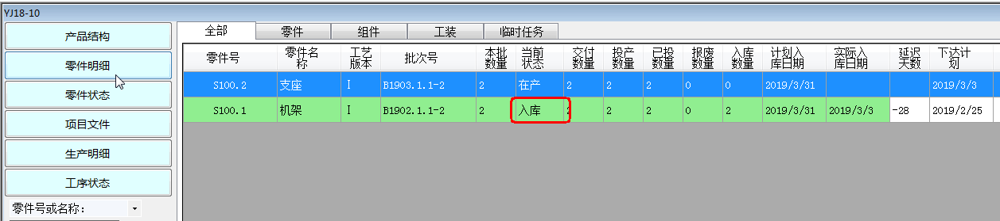 YJ18-10
产品结构
零件明细
零件状态
项目文件
生产明细
工序状态
零件号或名称:
全部 零件 组件 工装 临时任务
零件号 零件名称 工艺版本 批次号 本批数量 当前状态 交付数量 投产数量 已投数量 报废数量 入库数量 计划入库日期 实际入库日期 延迟天数 下达计划
S100.2 支座 I B1903.1.1-2 2 在产 2 2 2 0 0 2019/3/31 2019/3/3
S100.1 机架 I B1902.1.1-2 2 入库 2 2 2 0 2 2019/3/31 2019/3/3 -28 2019/2/25